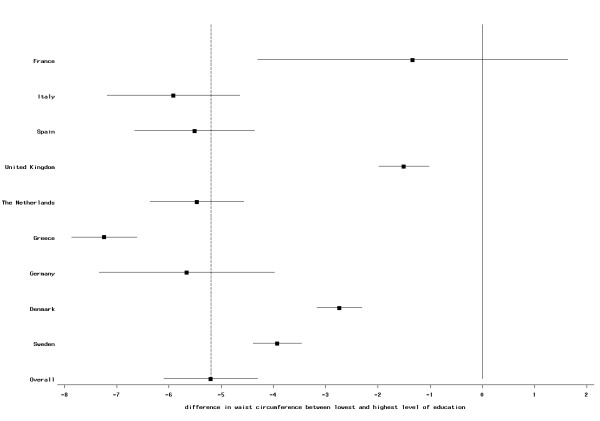 France
Italy
Spain
United Kingdom
The Netherlands
Greece
Germany
Denmark
Sweden
Overall
-8 -7 -6 -5 -4 -3 -2 -1 0 1 2
difference in waist circumference between lowest and highest level of education